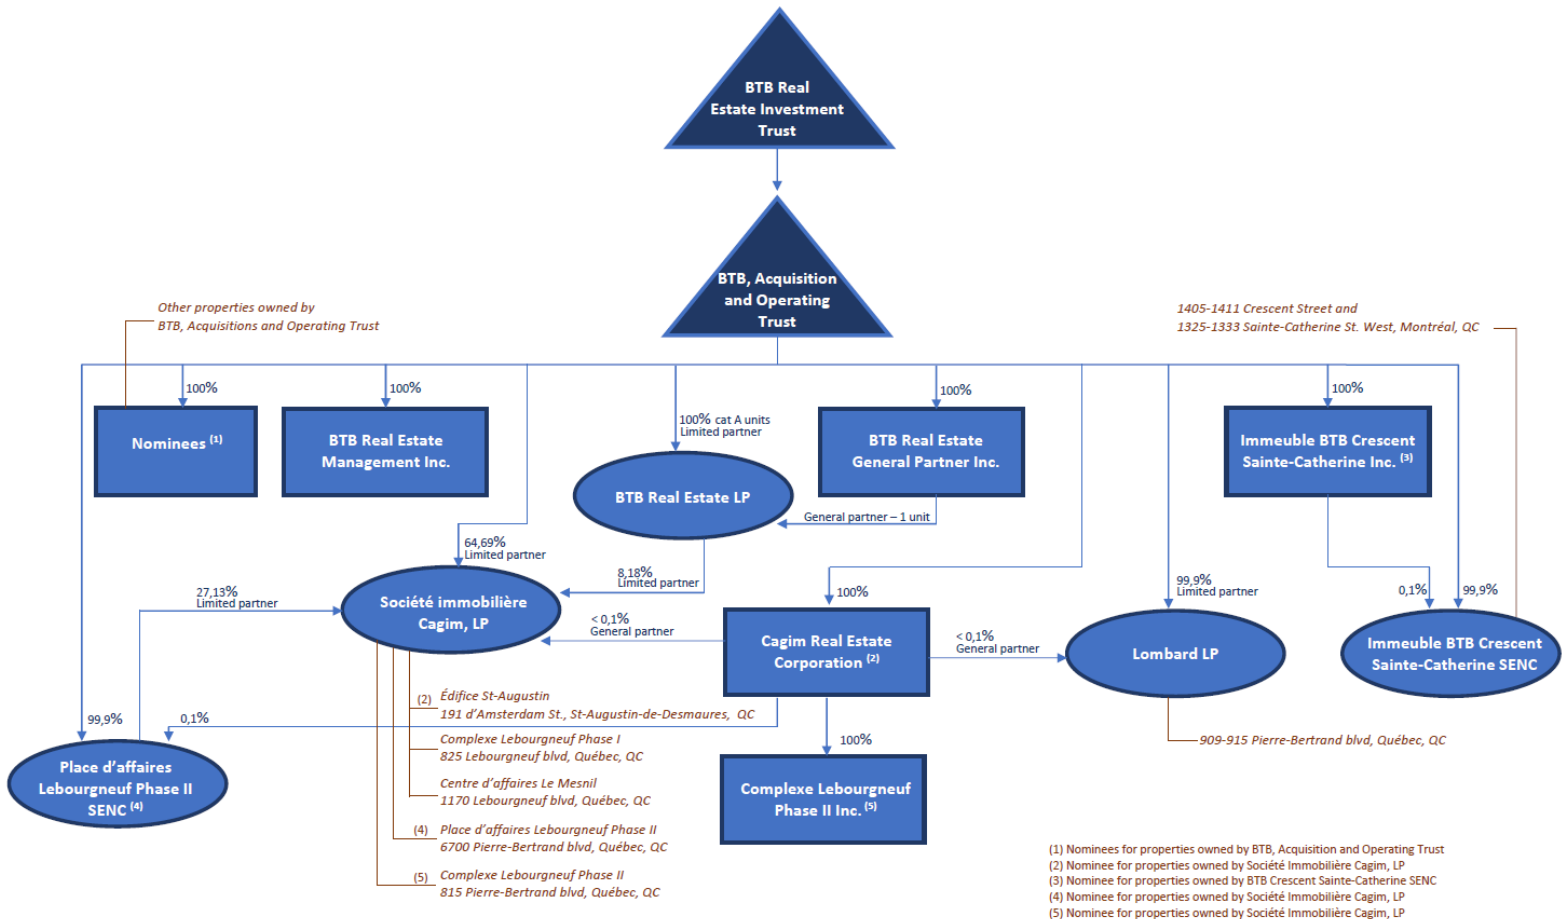 BTB Real
Estate Investment
Trust
BTB, Acquisition
and Operating
Trust
Other properties owned by
BTB, Acquisitions and Operating Trust
1405-1411 Crescent Street and
1325-1333 Sainte-Catherine St. West, Montréal, QC
100%
Nominees (1)
100%
BTB Real Estate
Management Inc.
100% cat A units
Limited partner
BTB Real Estate LP
100%
BTB Real Estate
General Partner Inc.
General partner – 1 unit
100%
Immeuble BTB Crescent
Sainte-Catherine Inc. (3)
64,69%
Limited partner
8,18%
Limited partner
27,13%
Limited partner
Société immobilière
Cagim, LP
< 0,1%
General partner
100%
Cagim Real Estate
Corporation (2)
< 0,1%
General partner
99,9%
Limited partner
Lombard LP
0,1%
99,9%
Immeuble BTB Crescent
Sainte-Catherine SENC
99,9%
0,1%
Place d’affaires
Lebourgneuf Phase II
SENC (4)
(2) Édifice St-Augustin
191 d’Amsterdam St., St-Augustin-de-Desmaures, QC
Complexe Lebourgneuf Phase I
825 Lebourgneuf blvd, Québec, QC
Centre d’affaires Le Mesnil
1170 Lebourgneuf blvd, Québec, QC
(4) Place d’affaires Lebourgneuf Phase II
6700 Pierre-Bertrand blvd, Québec, QC
(5) Complexe Lebourgneuf Phase II
815 Pierre-Bertrand blvd, Québec, QC
100%
Complexe Lebourgneuf
Phase II Inc. (5)
909-915 Pierre-Bertrand blvd, Québec, QC
(1) Nominees for properties owned by BTB, Acquisition and Operating Trust
(2) Nominee for properties owned by Société Immobilière Cagim, LP
(3) Nominee for properties owned by BTB Crescent Sainte-Catherine SENC
(4) Nominee for properties owned by Société Immobilière Cagim, LP
(5) Nominee for properties owned by Société Immobilière Cagim, LP